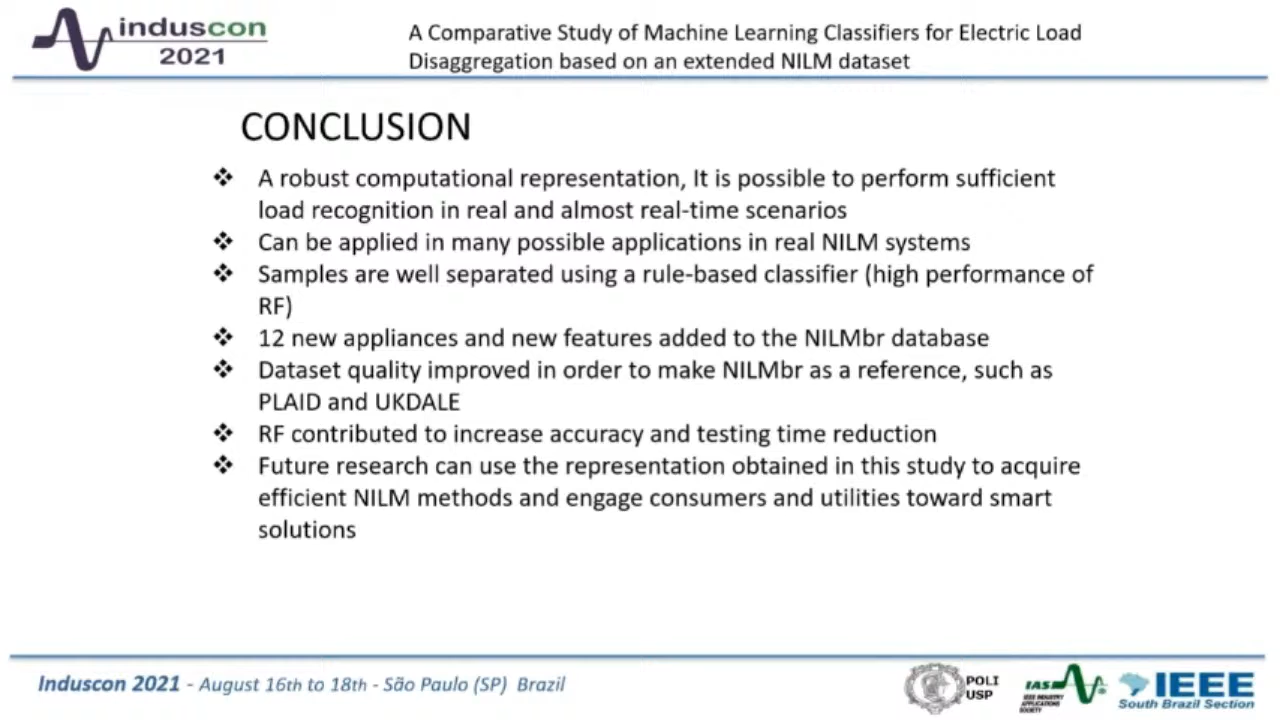 induscon
2021
A Comparative Study of Machine Learning Classifiers for Electric Load
Disaggregation based on an extended NILM dataset
CONCLUSION
❖ A robust computational representation, It is possible to perform sufficient
load recognition in real and almost real-time scenarios
❖ Can be applied in many possible applications in real NILM systems
❖ Samples are well separated using a rule-based classifier (high performance of
RF)
❖ 12 new appliances and new features added to the NILMbr database
❖ Dataset quality improved in order to make NILMbr as a reference, such as
PLAID and UKDALE
❖ RF contributed to increase accuracy and testing time reduction
❖ Future research can use the representation obtained in this study to acquire
efficient NILM methods and engage consumers and utilities toward smart
solutions
Induscon 2021 - August 16th to 18th - São Paulo (SP) Brazil
POLI
USP
IAS
IEEE INDUSTRY
APPLICATIONS
SOCIETY
IEEE
South Brazil Section